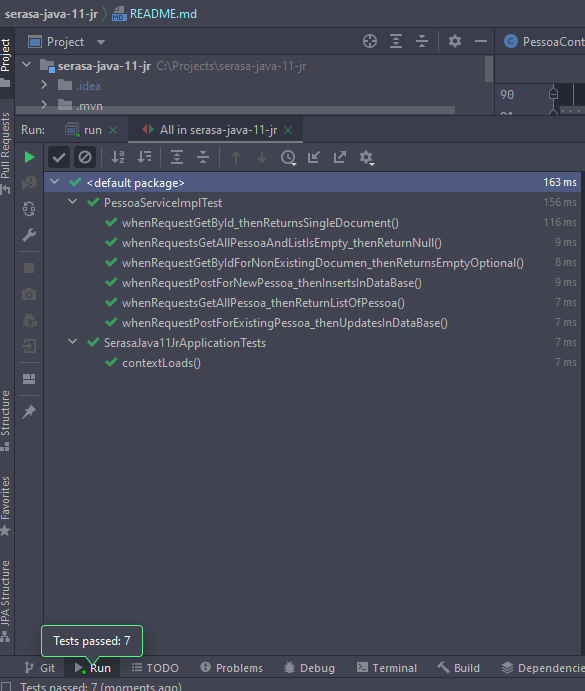 serasa-java-11-jr README.md
Project
PessoaCont
Project
serasa-java-11-jr C:\Projects\serasa-java-11-jr
.idea
90
.mvn
Run: run All in serasa-java-11-jr
Pull Requests
<default package> 163 ms
PessoaServiceImplTest 156 ms
whenRequestGetById_thenReturnsSingleDocument() 116 ms
whenRequestsGetAllPessoaAndListIsEmpty_thenReturnNull() 9 ms
whenRequestGetByIdForNonExistingDocumen_thenReturnsEmptyOptional() 8 ms
whenRequestPostForNewPessoa_thenInsertsInDataBase() 9 ms
whenRequestsGetAllPessoa_thenReturnListOfPessoa() 7 ms
whenRequestPostForExistingPessoa_thenUpdatesInDataBase() 7 ms
SerasaJava11JrApplicationTests 7 ms
contextLoads() 7 ms
Structure
Favorites
JPA Structure
Tests passed: 7
Git Run TODO Problems Debug Terminal Build Dependencie
Tests passed: 7 (moments ago)